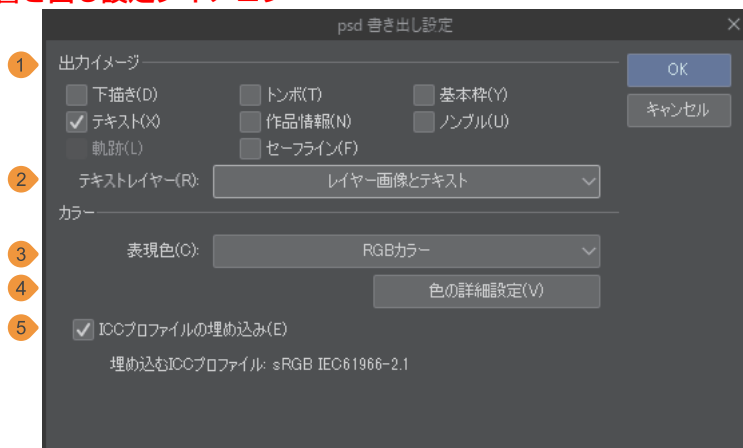 psd 書き出し設定
1 出力イメージ OK
下描き(D) トンボ(T) 基本枠(Y)
テキスト(X) 作品情報(N) ノンブル(U) キャンセル
軌跡(L) セーフライン(F)
2 テキストレイヤー(R): レイヤー画像とテキスト
カラー
3 表現色(C): RGBカラー
4 色の詳細設定(V)
5 ICCプロファイルの埋め込み(E)
埋め込むICCプロファイル: sRGB IEC61966-2.1